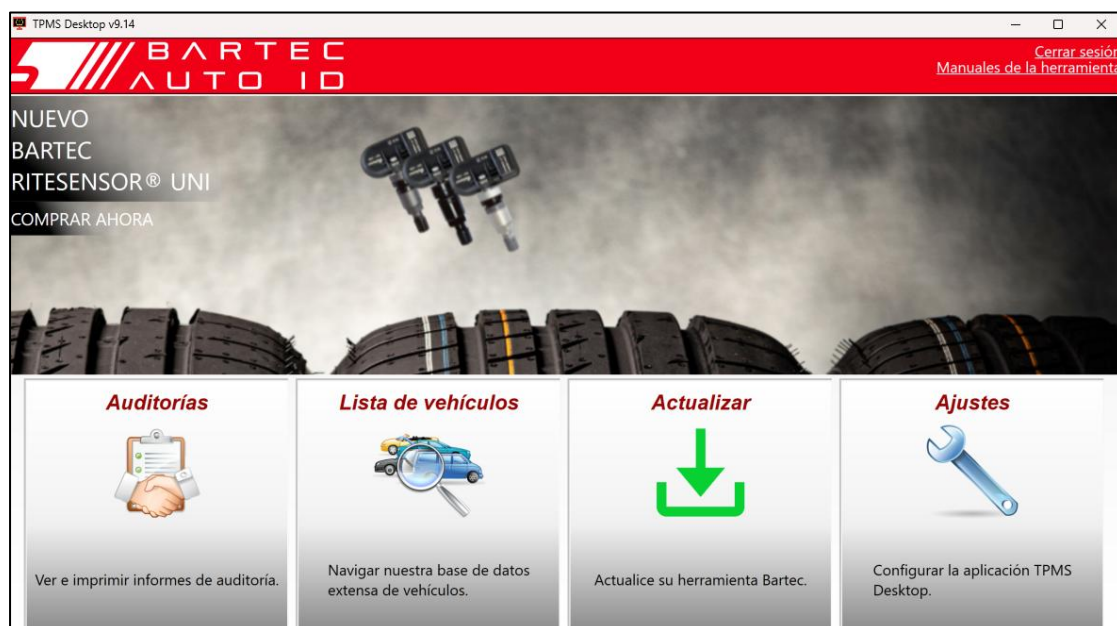 TPMS Desktop v9.14
BARTEC
AUTO ID
Cerrar sesión
Manuales de la herramienta
NUEVO
BARTEC
RITESENSOR® UNI
COMPRAR AHORA
Auditorías
Lista de vehículos
Actualizar
Ajustes
Ver e imprimir informes de auditoría.
Navigar nuestra base de datos
extensa de vehículos.
Actualice su herramienta Bartec.
Configurar la aplicación TPMS
Desktop.